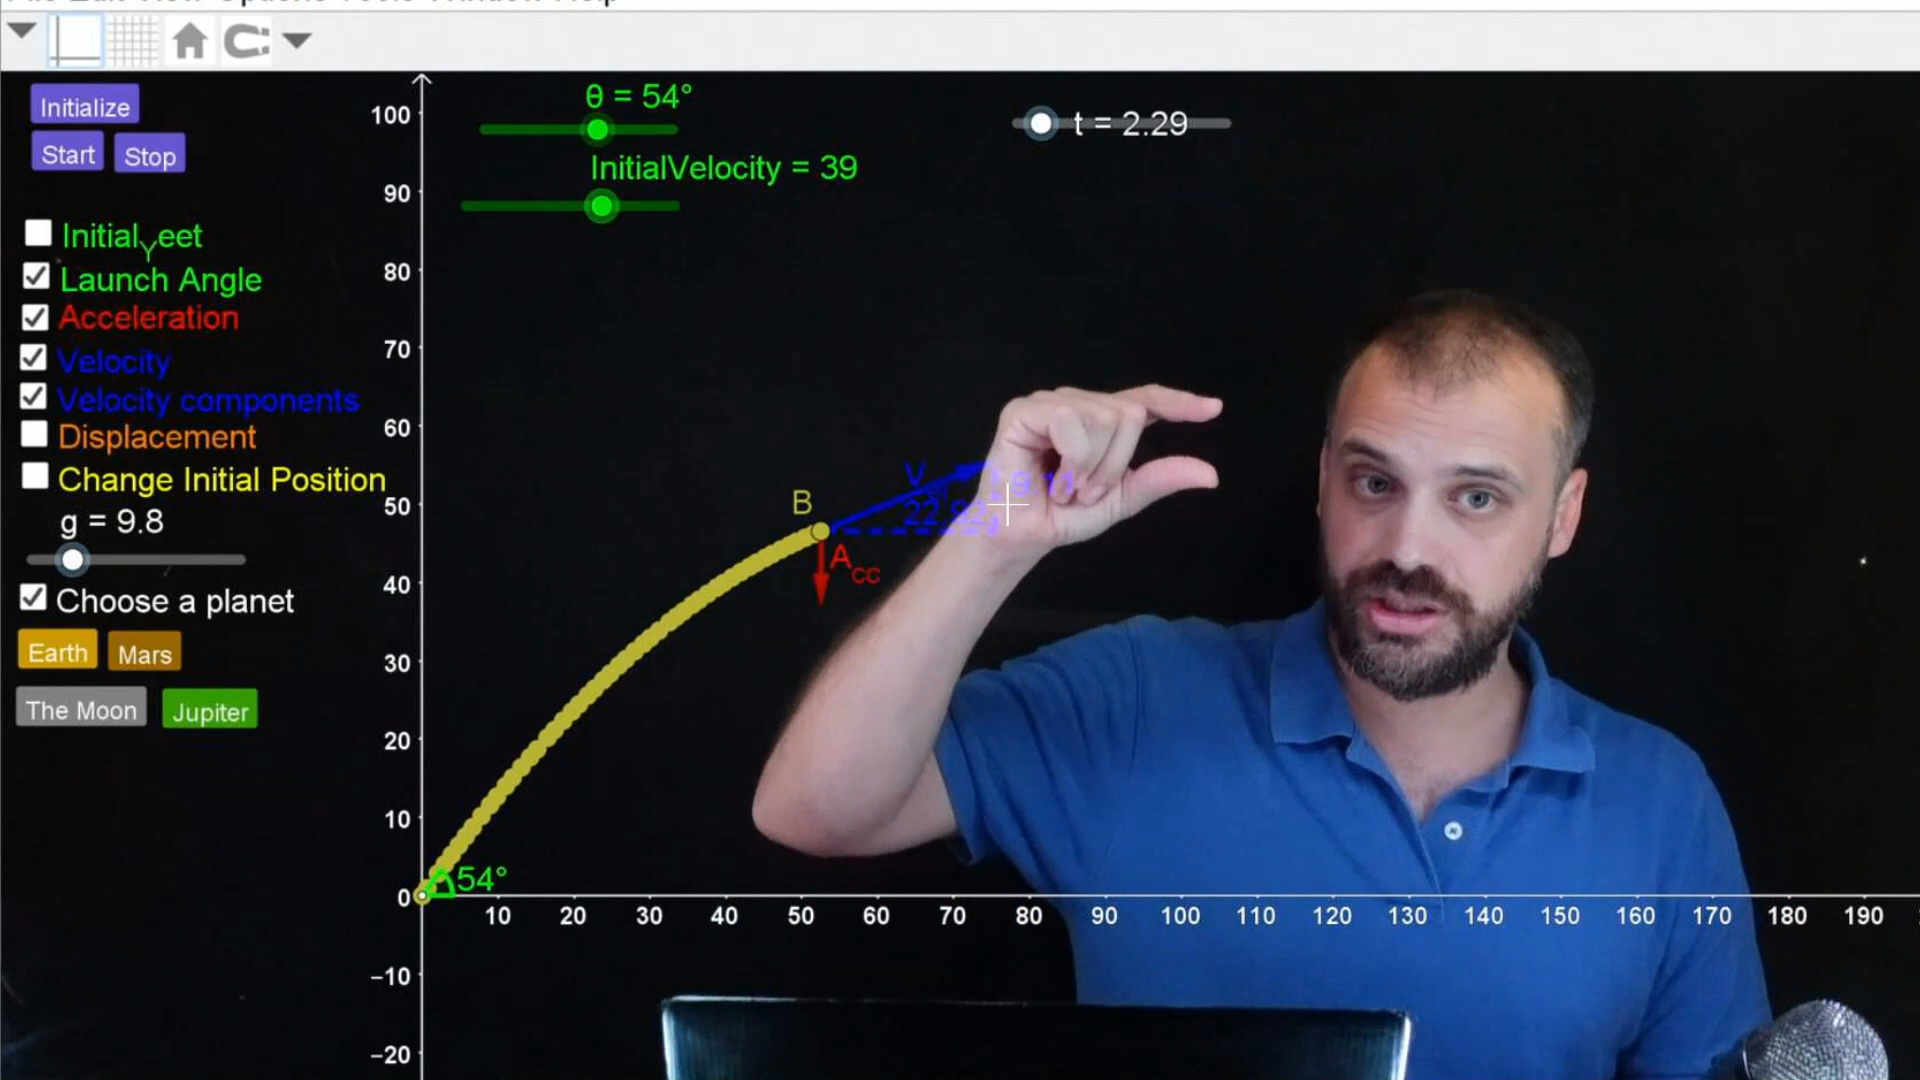 Initialize
Start Stop
Initial_Yeet
Launch Angle
Acceleration
Velocity
Velocity components
Displacement
Change Initial Position
g = 9.8
Choose a planet
Earth Mars
The Moon Jupiter
θ = 54°
InitialVelocity = 39
t = 2.29
100
90
80
70
60
50
40
30
20
10
0
−10
−20
B
V
Acc
54°
10 20 30 40 50 60 70 80 90 100 110 120 130 140 150 160 170 180 190